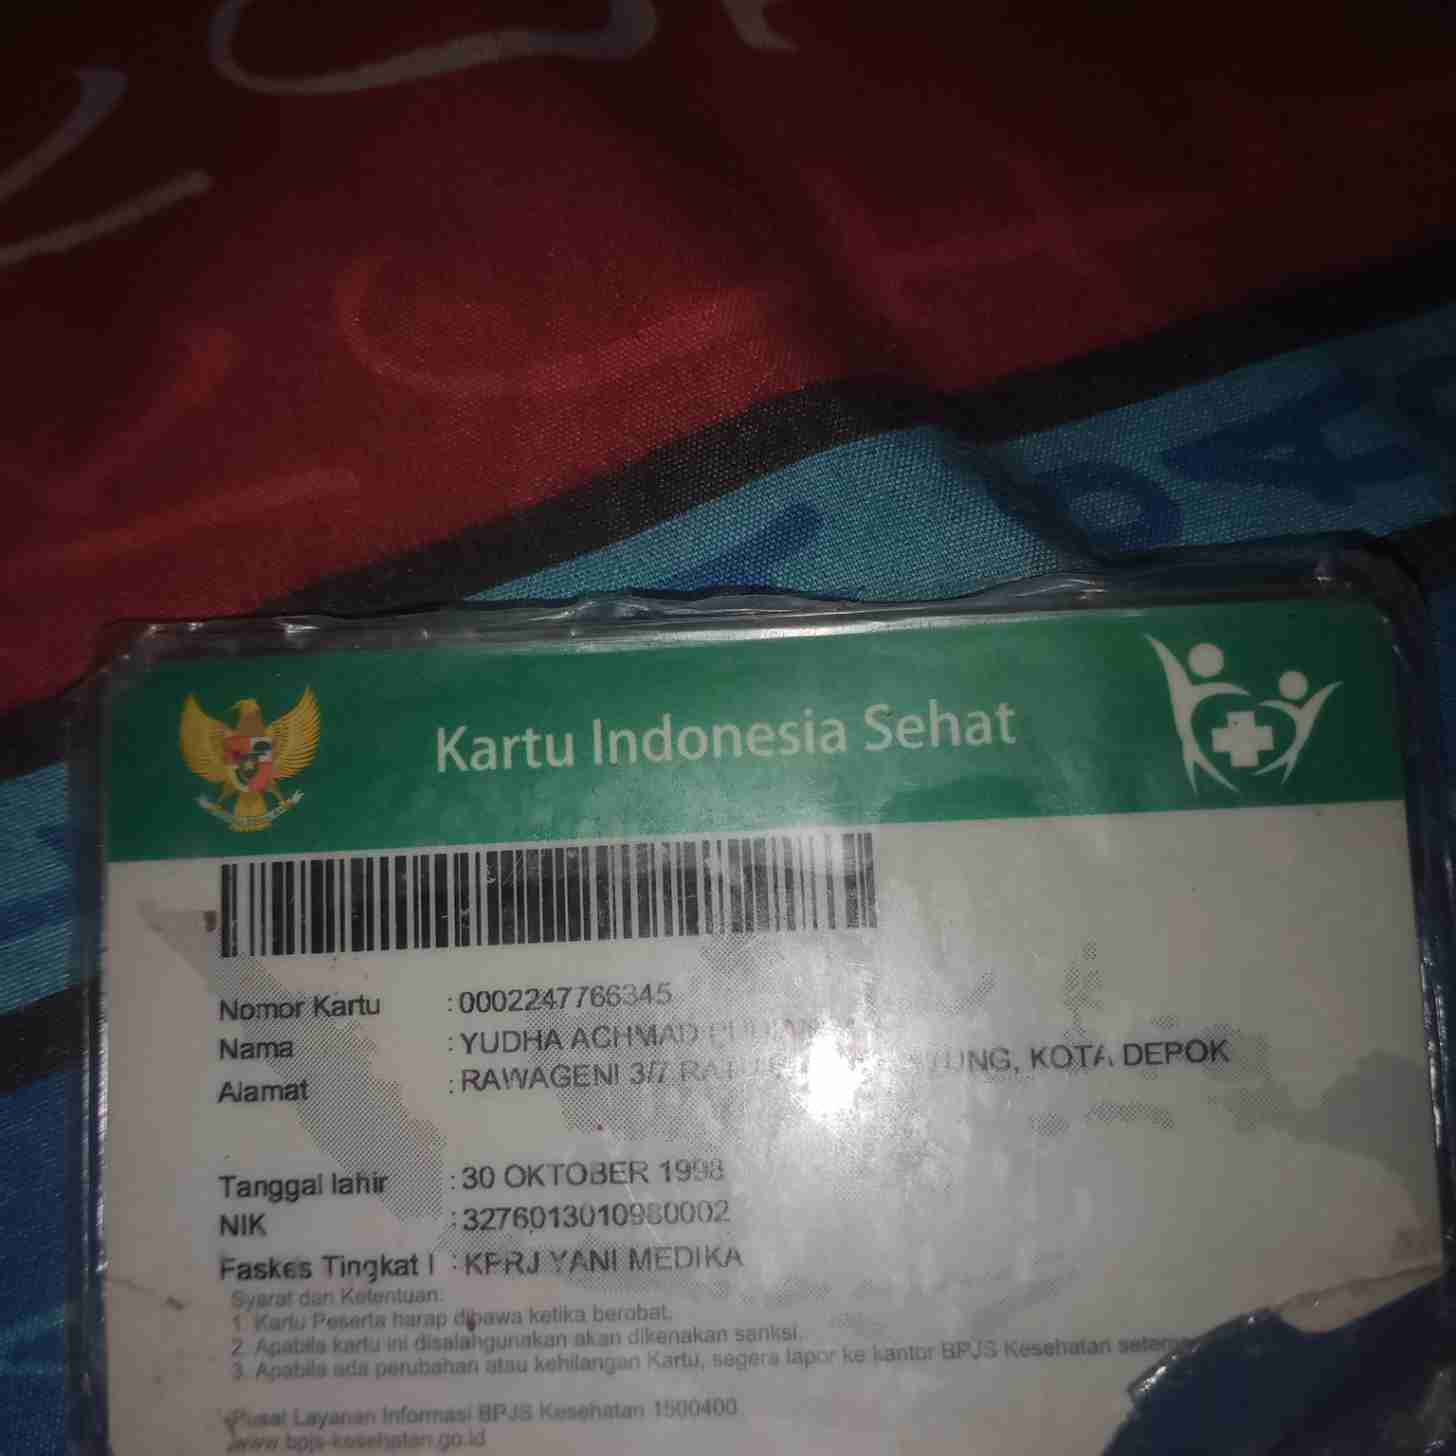 Kartu Indonesia Sehat
Nomor Kartu : 0002247766345
Nama : YUDHA ACHMAD
Alamat : RAWAGENI 3/7 KOTA DEPOK
Tanggal lahir : 30 OKTOBER 1998
NIK : 3276013010980002
Faskes Tingkat I : KPRJ YANI MEDIKA
Syarat dan Ketentuan:
1. Kartu Peserta harap dibawa ketika berobat.
2. Apabila kartu ini disalahgunakan akan dikenakan sanksi.
3. Apabila ada perubahan atau kehilangan Kartu, segera lapor ke kantor BPJS Kesehatan
Pusat Layanan Informasi BPJS Kesehatan 1500400
www.bpjs-kesehatan.go.id